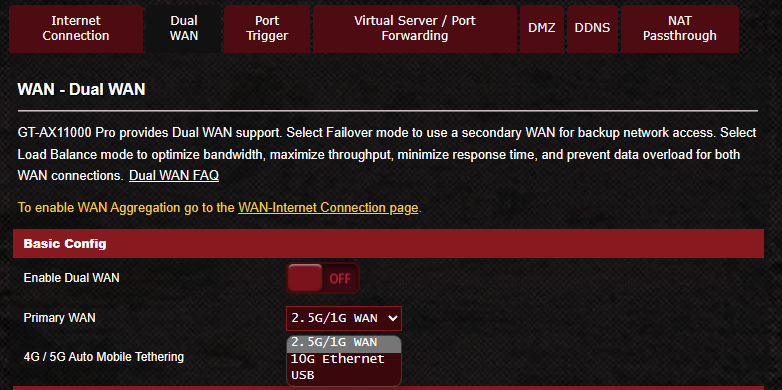 Internet Connection
Dual WAN
Port Trigger
Virtual Server / Port Forwarding
DMZ
DDNS
NAT Passthrough
WAN - Dual WAN
GT-AX11000 Pro provides Dual WAN support. Select Failover mode to use a secondary WAN for backup network access. Select
Load Balance mode to optimize bandwidth, maximize throughput, minimize response time, and prevent data overload for both
WAN connections. Dual WAN FAQ
To enable WAN Aggregation go to the WAN-Internet Connection page.
Basic Config
Enable Dual WAN OFF
Primary WAN 2.5G/1G WAN
2.5G/1G WAN
4G / 5G Auto Mobile Tethering 10G Ethernet
USB